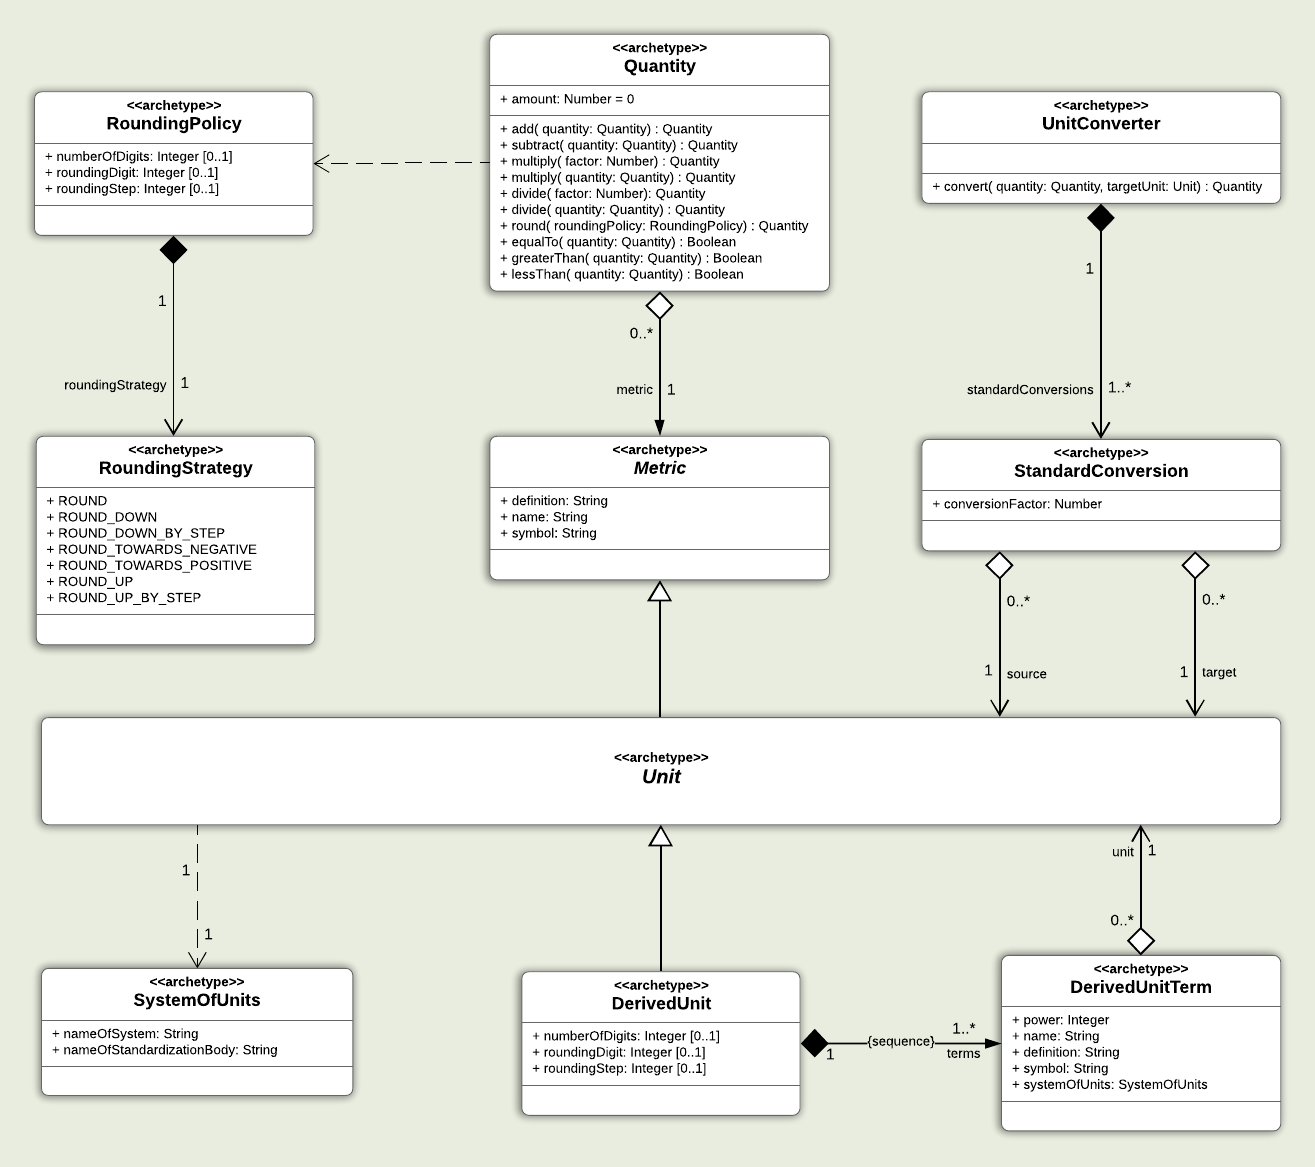 <<archetype>>
Quantity
+ amount: Number = 0
+ add( quantity: Quantity) : Quantity
+ subtract( quantity: Quantity) : Quantity
+ multiply( factor: Number) : Quantity
+ multiply( quantity: Quantity) : Quantity
+ divide( factor: Number): Quantity
+ divide( quantity: Quantity) : Quantity
+ round( roundingPolicy: RoundingPolicy) : Quantity
+ equalTo( quantity: Quantity) : Boolean
+ greaterThan( quantity: Quantity) : Boolean
+ lessThan( quantity: Quantity) : Boolean
<<archetype>>
RoundingPolicy
+ numberOfDigits: Integer [0..1]
+ roundingDigit: Integer [0..1]
+ roundingStep: Integer [0..1]
<<archetype>>
UnitConverter
+ convert( quantity: Quantity, targetUnit: Unit) : Quantity
1
roundingStrategy
1
0..*
metric
1
1
standardConversions
1..*
<<archetype>>
RoundingStrategy
+ ROUND
+ ROUND_DOWN
+ ROUND_DOWN_BY_STEP
+ ROUND_TOWARDS_NEGATIVE
+ ROUND_TOWARDS_POSITIVE
+ ROUND_UP
+ ROUND_UP_BY_STEP
<<archetype>>
Metric
+ definition: String
+ name: String
+ symbol: String
<<archetype>>
StandardConversion
+ conversionFactor: Number
0..*
1
source
0..*
1
target
<<archetype>>
Unit
1
1
unit
1
0..*
<<archetype>>
SystemOfUnits
+ nameOfSystem: String
+ nameOfStandardizationBody: String
<<archetype>>
DerivedUnit
+ numberOfDigits: Integer [0..1]
+ roundingDigit: Integer [0..1]
+ roundingStep: Integer [0..1]
1
{sequence}
1..*
terms
<<archetype>>
DerivedUnitTerm
+ power: Integer
+ name: String
+ definition: String
+ symbol: String
+ systemOfUnits: SystemOfUnits